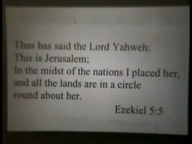 Thus has said the Lord Yahweh:
This is Jerusalem;
In the midst of the nations I placed her,
and all the lands are in a circle
round about her.
Ezekiel 5:5